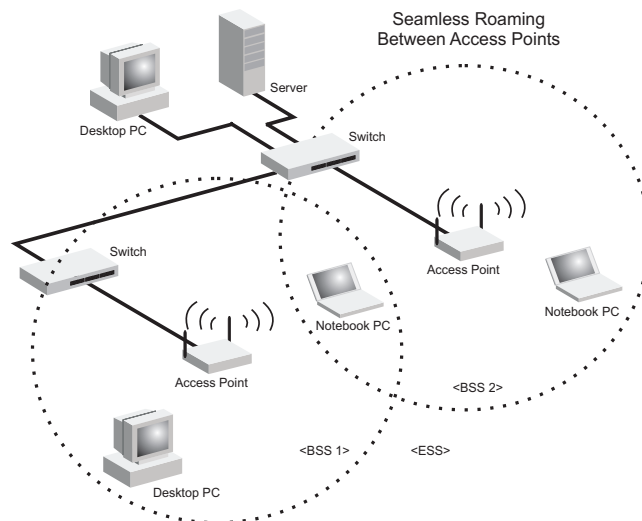 Seamless Roaming
Between Access Points
Server
Desktop PC
Switch
Switch
Access Point
Notebook PC
Notebook PC
Access Point
<BSS 2>
<BSS 1>
<ESS>
Desktop PC